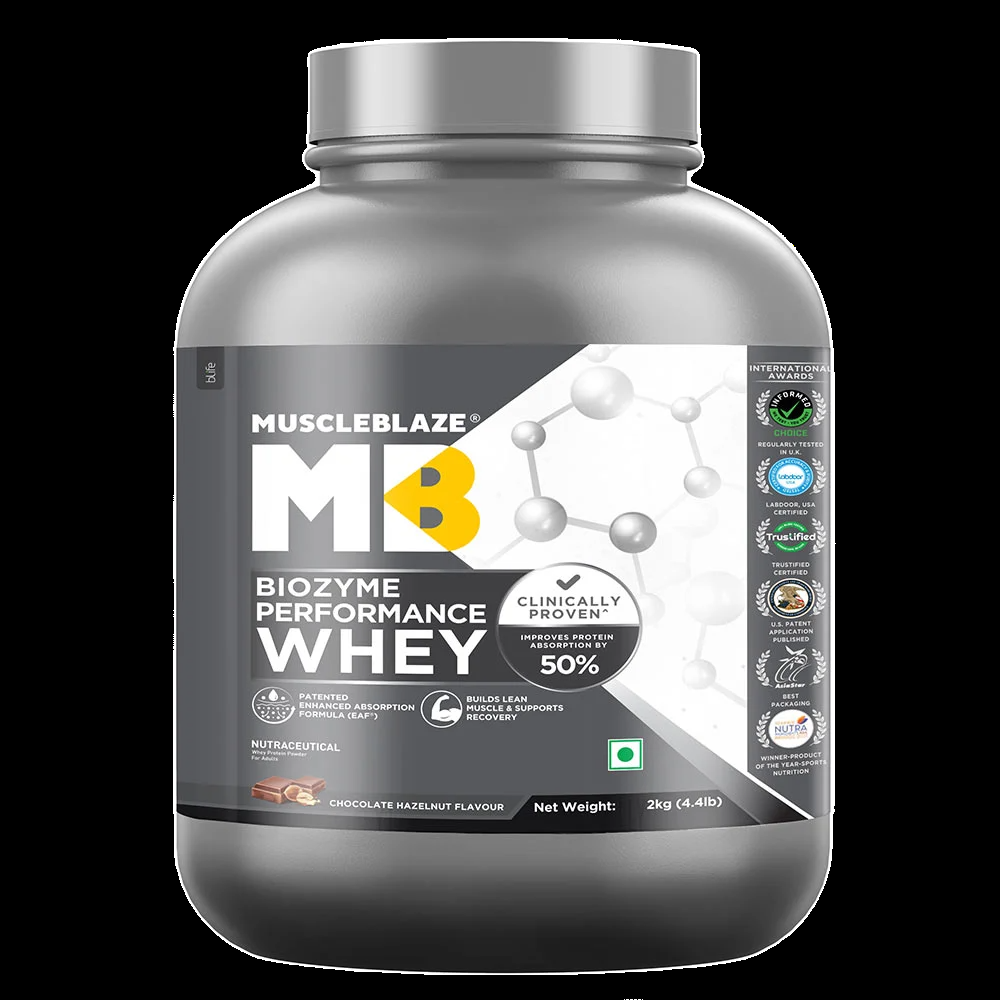 blife
MUSCLEBLAZE®
MB
BIOZYME
PERFORMANCE
WHEY
CLINICALLY
PROVEN^
IMPROVES PROTEIN
ABSORPTION BY
50%
PATENTED
ENHANCED ABSORPTION
FORMULA (EAF®)
BUILDS LEAN
MUSCLE & SUPPORTS
RECOVERY
NUTRACEUTICAL
Whey Protein Powder
For Adults
CHOCOLATE HAZELNUT FLAVOUR
Net Weight: 2kg (4.4lb)
INTERNATIONAL
AWARDS
INFORMED
CHOICE
REGULARLY TESTED
IN U.K.
labdoor
USA
LABDOOR, USA
CERTIFIED
Trustified
TRUSTIFIED
CERTIFIED
U.S. PATENT
APPLICATION
PUBLISHED
AsiaStar
BEST
PACKAGING
NUTRA
WINNER-PRODUCT
OF THE YEAR-SPORTS
NUTRITION